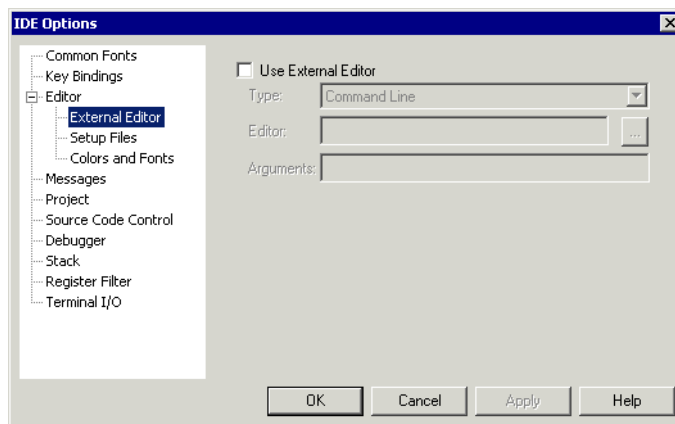 IDE Options
Common Fonts
Key Bindings
Editor
External Editor
Setup Files
Colors and Fonts
Messages
Project
Source Code Control
Debugger
Stack
Register Filter
Terminal I/O
Use External Editor
Type: Command Line
Editor: ...
Arguments:
OK Cancel Apply Help